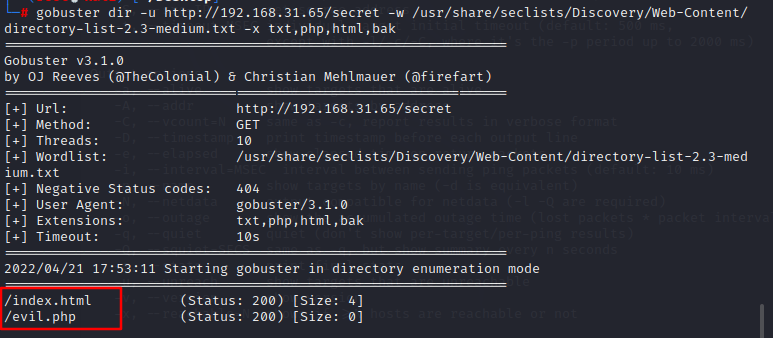 └─# gobuster dir -u http://192.168.31.65/secret -w /usr/share/seclists/Discovery/Web-Content/
directory-list-2.3-medium.txt -x txt,php,html,bak
===============================================================
Gobuster v3.1.0
by OJ Reeves (@TheColonial) & Christian Mehlmauer (@firefart)
===============================================================
[+] Url: http://192.168.31.65/secret
[+] Method: GET
[+] Threads: 10
[+] Wordlist: /usr/share/seclists/Discovery/Web-Content/directory-list-2.3-med
ium.txt
[+] Negative Status codes: 404
[+] User Agent: gobuster/3.1.0
[+] Extensions: txt,php,html,bak
[+] Timeout: 10s
===============================================================
2022/04/21 17:53:11 Starting gobuster in directory enumeration mode
===============================================================
/index.html (Status: 200) [Size: 4]
/evil.php (Status: 200) [Size: 0]